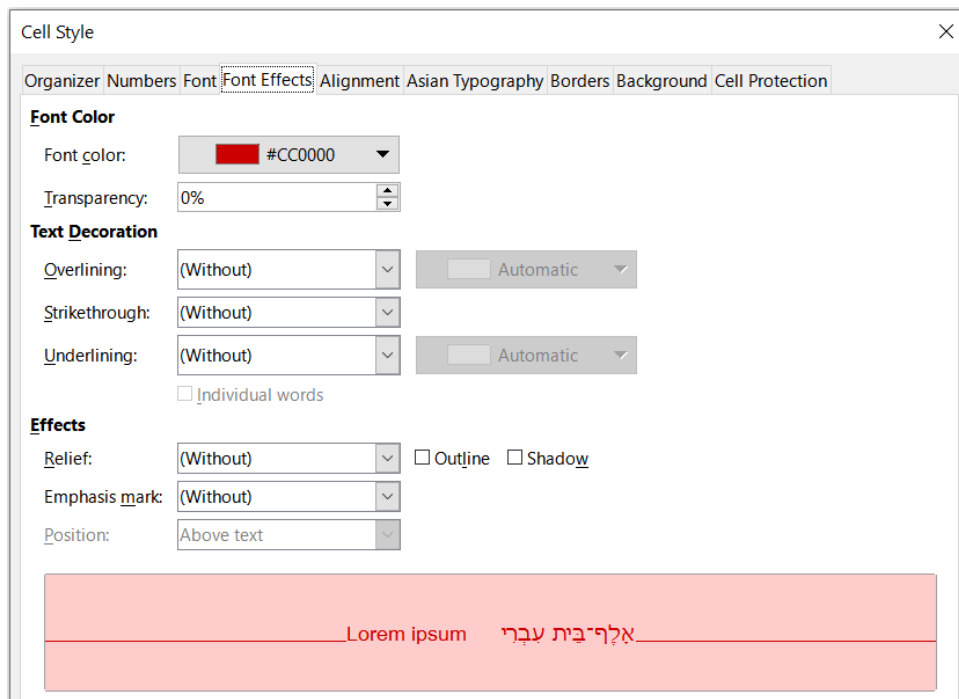 Cell Style
Organizer Numbers Font Font Effects Alignment Asian Typography Borders Background Cell Protection
Font Color
Font color: #CC0000
Transparency: 0%
Text Decoration
Overlining: (Without) Automatic
Strikethrough: (Without)
Underlining: (Without) Automatic
Individual words
Effects
Relief: (Without) Outline Shadow
Emphasis mark: (Without)
Position: Above text
Lorem ipsum אָלֶף־בֵּית עִבְרִי